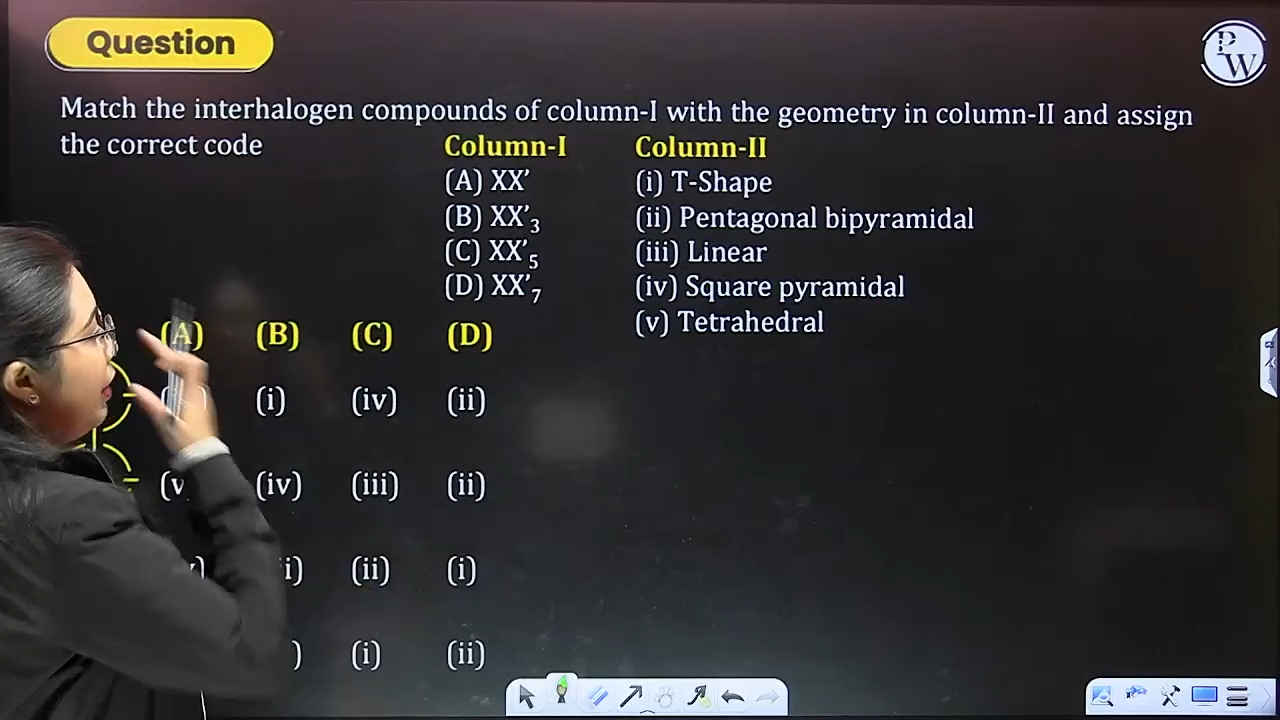 Question
PW
Match the interhalogen compounds of column-I with the geometry in column-II and assign
the correct code
Column-I Column-II
(A) XX’ (i) T-Shape
(B) XX’3 (ii) Pentagonal bipyramidal
(C) XX’5 (iii) Linear
(D) XX’7 (iv) Square pyramidal
(v) Tetrahedral
(A) (B) (C) (D)
(i) (iv) (ii)
(iv) (iii) (ii)
(ii) (i)
(i) (ii)